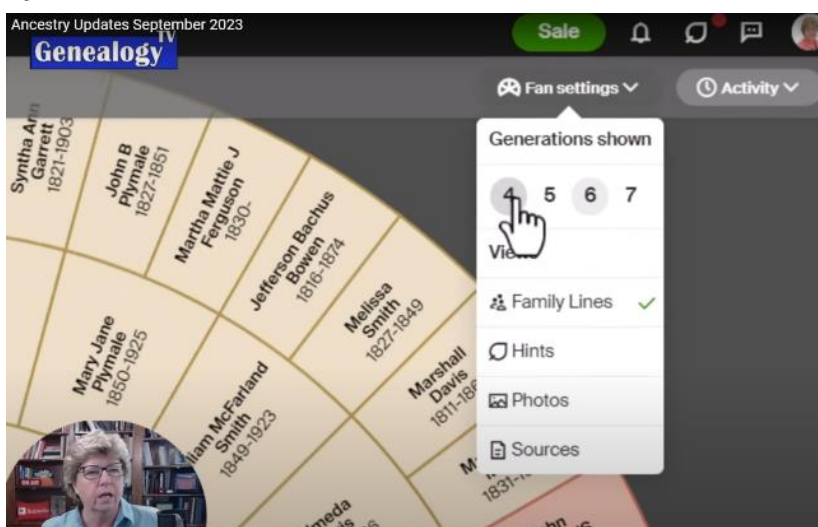 Ancestry Updates September 2023
Genealogy TV
Sale
Fan settings
Activity
Generations shown
4 5 6 7
Family Lines
Hints
Photos
Sources
Syntha Ann
Garrett
1821-1903
John B
Plymale
1827-1851
Martha Mattie J
Ferguson
1830-
Jefferson Bachus
Bowen
1816-1874
Melissa
Smith
1827-1849
Marshall
Davis
Mary Jane
Plymale
1850-1925
McFarland
Smith
1849-1923
ON AIR